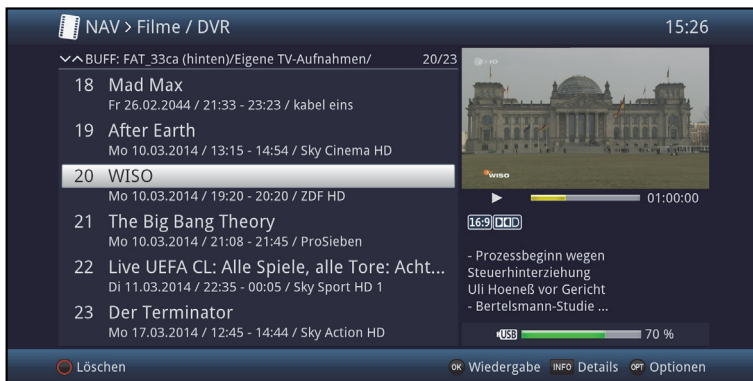 NAV > Filme / DVR
15:26
BUFF: FAT_33ca (hinten)/Eigene TV-Aufnahmen/ 20/23
18 Mad Max
Fr 26.02.2044 / 21:33 - 23:23 / kabel eins
19 After Earth
Mo 10.03.2014 / 13:15 - 14:54 / Sky Cinema HD
20 WISO
Mo 10.03.2014 / 19:20 - 20:20 / ZDF HD
21 The Big Bang Theory
Mo 10.03.2014 / 21:08 - 21:45 / ProSieben
22 Live UEFA CL: Alle Spiele, alle Tore: Acht...
Di 11.03.2014 / 22:35 - 00:05 / Sky Sport HD 1
23 Der Terminator
Mo 17.03.2014 / 12:45 - 14:44 / Sky Action HD
HD
WISO
01:00:00
16:9
- Prozessbeginn wegen
Steuerhinterziehung
Uli Hoeneß vor Gericht
- Bertelsmann-Studie ...
USB 70 %
Löschen
OK Wiedergabe INFO Details OPT Optionen